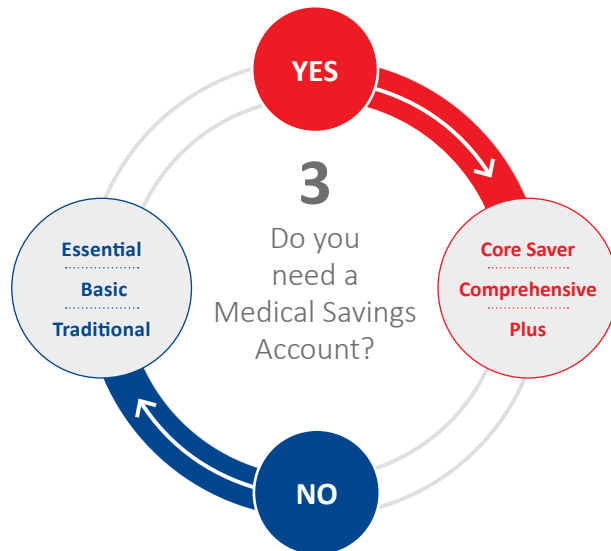 YES
3
Do you
need a
Medical Savings
Account?
Essential
Basic
Traditional
Core Saver
Comprehensive
Plus
NO